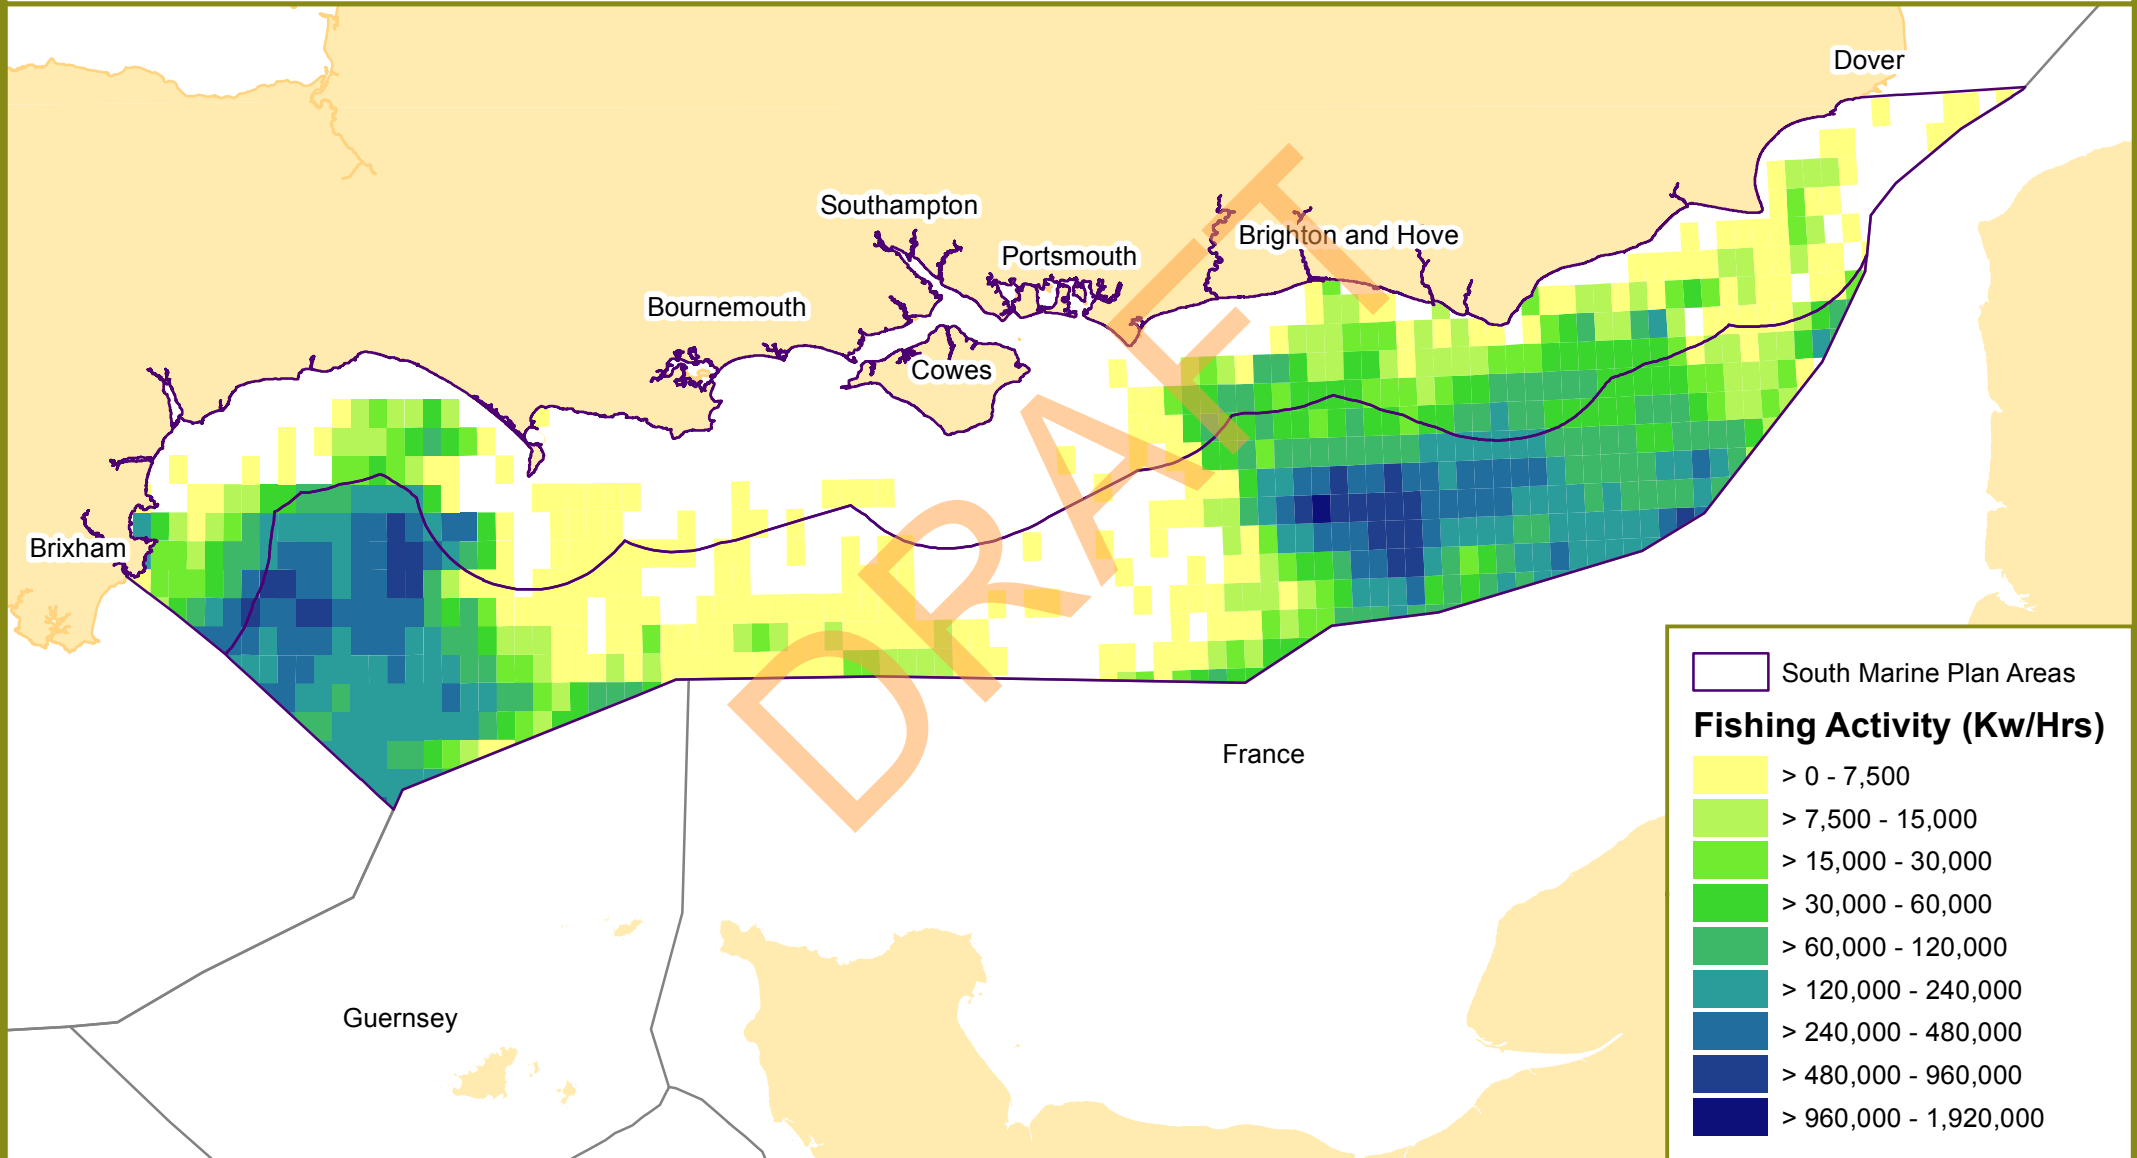 Dover
Southampton
Brighton and Hove
Portsmouth
Bournemouth
Cowes
Brixham
DRAFT
South Marine Plan Areas
Fishing Activity (Kw/Hrs)
> 0 - 7,500
> 7,500 - 15,000
> 15,000 - 30,000
> 30,000 - 60,000
> 60,000 - 120,000
> 120,000 - 240,000
> 240,000 - 480,000
> 480,000 - 960,000
> 960,000 - 1,920,000
France
Guernsey